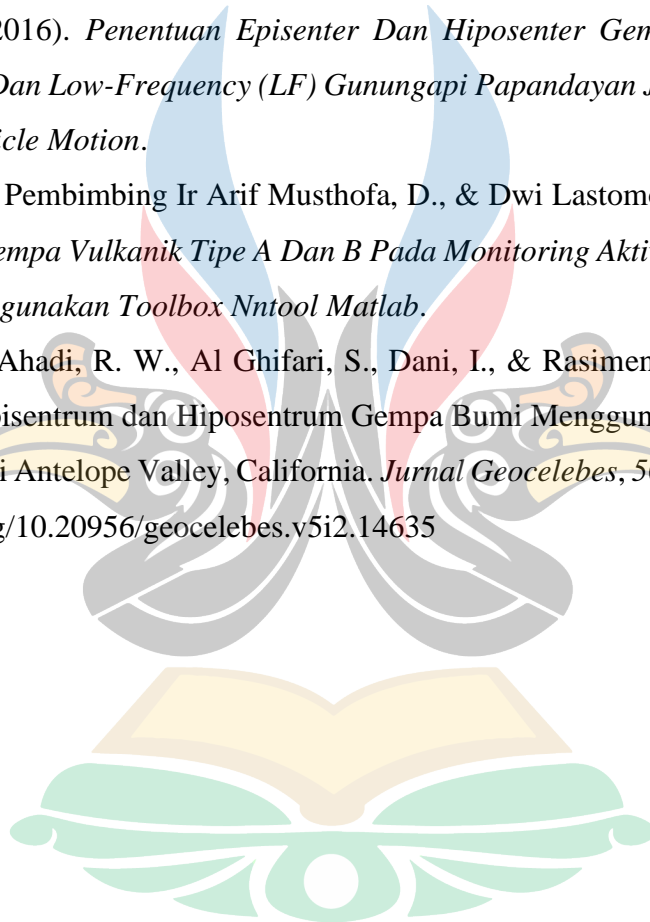 2016). Penentuan Episenter Dan Hiposenter Gem
Dan Low-Frequency (LF) Gunungapi Papandayan J
icle Motion.
Pembimbing Ir Arif Musthofa, D., & Dwi Lastomo
empa Vulkanik Tipe A Dan B Pada Monitoring Aktiv
gunakan Toolbox Nntool Matlab.
Ahadi, R. W., Al Ghifari, S., Dani, I., & Rasimen
pisentrum dan Hiposentrum Gempa Bumi Menggun
i Antelope Valley, California. Jurnal Geocelebes, 5(
g/10.20956/geocelebes.v5i2.14635